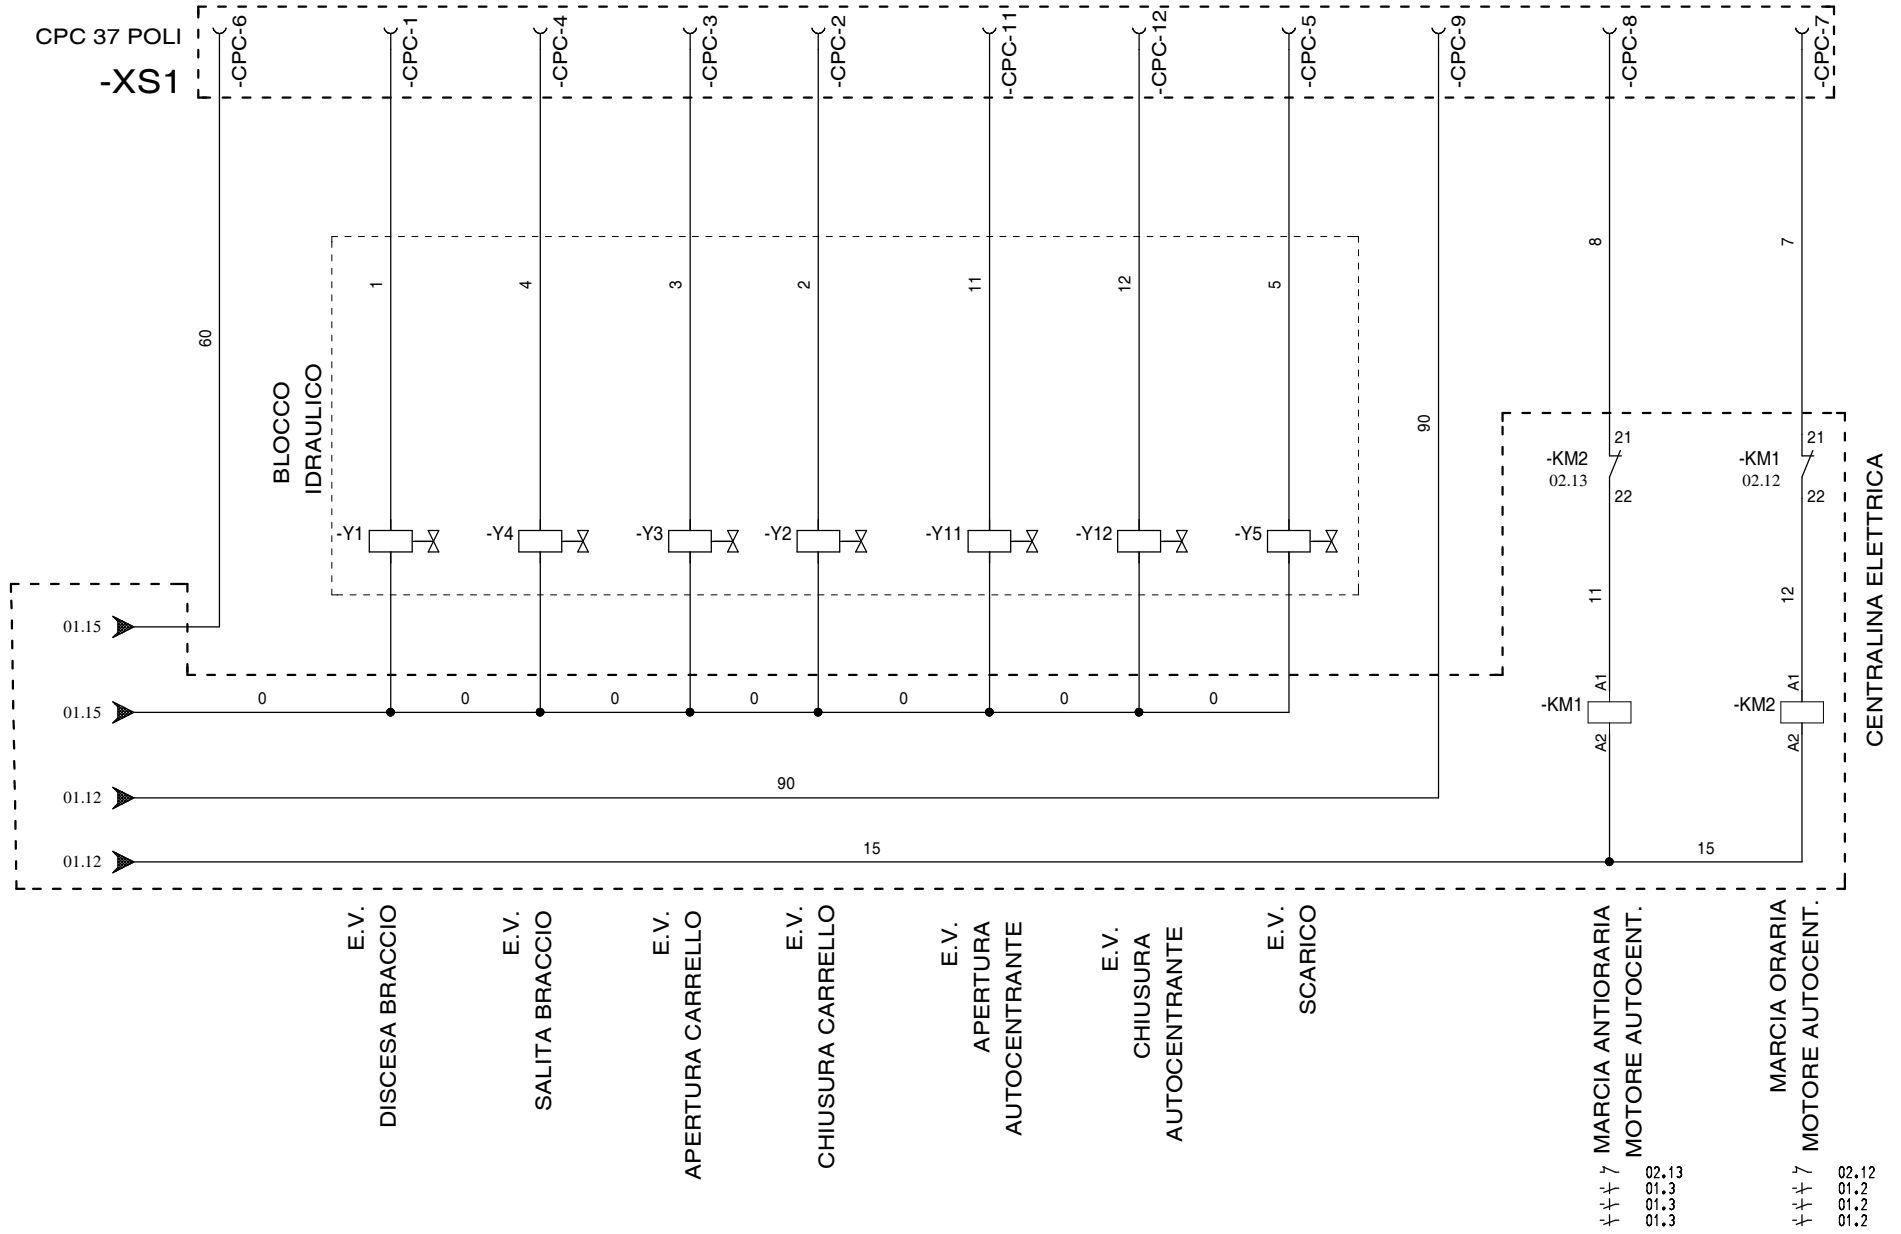 CPC 37 POLI
-XS1
-CPC-6
-CPC-1
-CPC-4
-CPC-3
-CPC-2
-CPC-11
-CPC-12
-CPC-5
-CPC-9
-CPC-8
-CPC-7
60
1
4
3
2
11
12
5
90
8
7
BLOCCO
IDRAULICO
-Y1
-Y4
-Y3
-Y2
-Y11
-Y12
-Y5
-KM2
02.13
21
22
-KM1
02.12
21
22
11
12
CENTRALINA ELETTRICA
01.15
01.15
0
0
0
0
0
0
0
-KM1
A1
A2
-KM2
A1
A2
01.12
90
01.12
15
15
E.V.
DISCESA BRACCIO
E.V.
SALITA BRACCIO
E.V.
APERTURA CARRELLO
E.V.
CHIUSURA CARRELLO
E.V.
APERTURA
AUTOCENTRANTE
E.V.
CHIUSURA
AUTOCENTRANTE
E.V.
SCARICO
MARCIA ANTIORARIA
MOTORE AUTOCENT.
MARCIA ORARIA
MOTORE AUTOCENT.
02.13
01.3
01.3
01.3
02.12
01.2
01.2
01.2